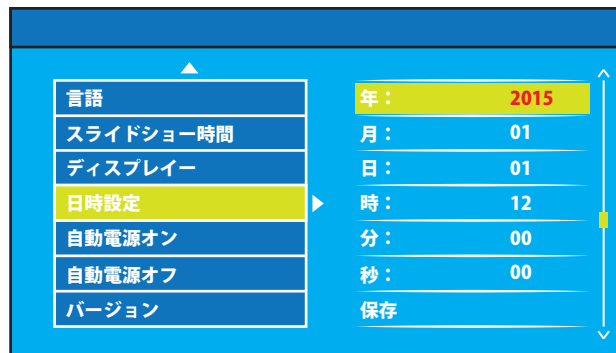 言語
スライドショー時間
ディスプレイー
日時設定
自動電源オン
自動電源オフ
バージョン
年： 2015
月： 01
日： 01
時： 12
分： 00
秒： 00
保存